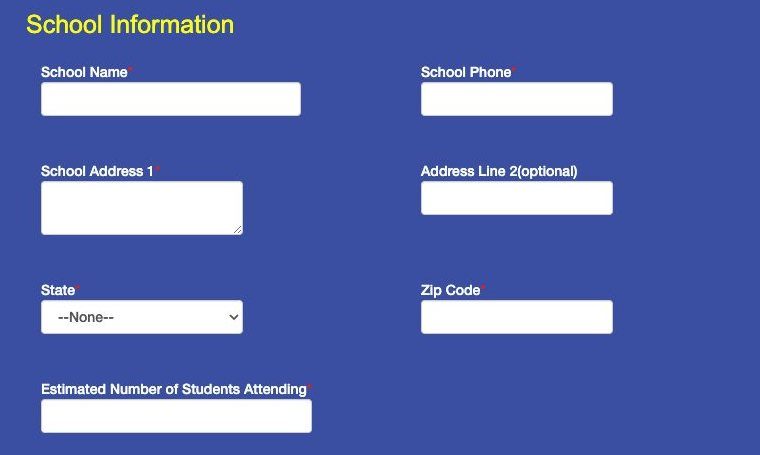 School Information
School Name*
School Phone*
School Address 1*
Address Line 2(optional)
State*
--None--
Zip Code*
Estimated Number of Students Attending*